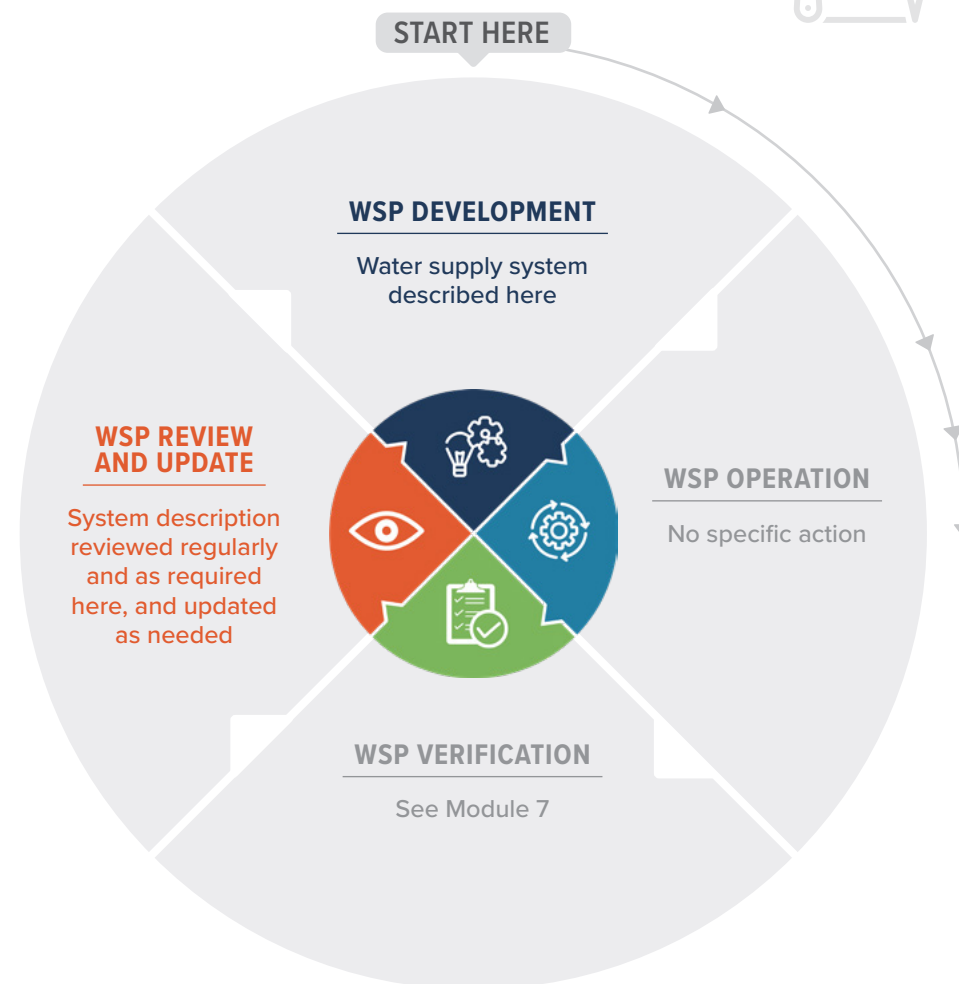 START HERE
WSP DEVELOPMENT
Water supply system
described here
WSP OPERATION
No specific action
WSP VERIFICATION
See Module 7
WSP REVIEW
AND UPDATE
System description
reviewed regularly
and as required
here, and updated
as needed